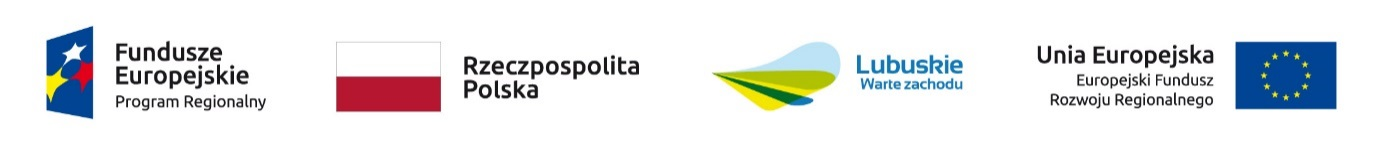 Fundusze
Europejskie
Program Regionalny
Rzeczpospolita
Polska
Lubuskie
Warte zachodu
Unia Europejska
Europejski Fundusz
Rozwoju Regionalnego